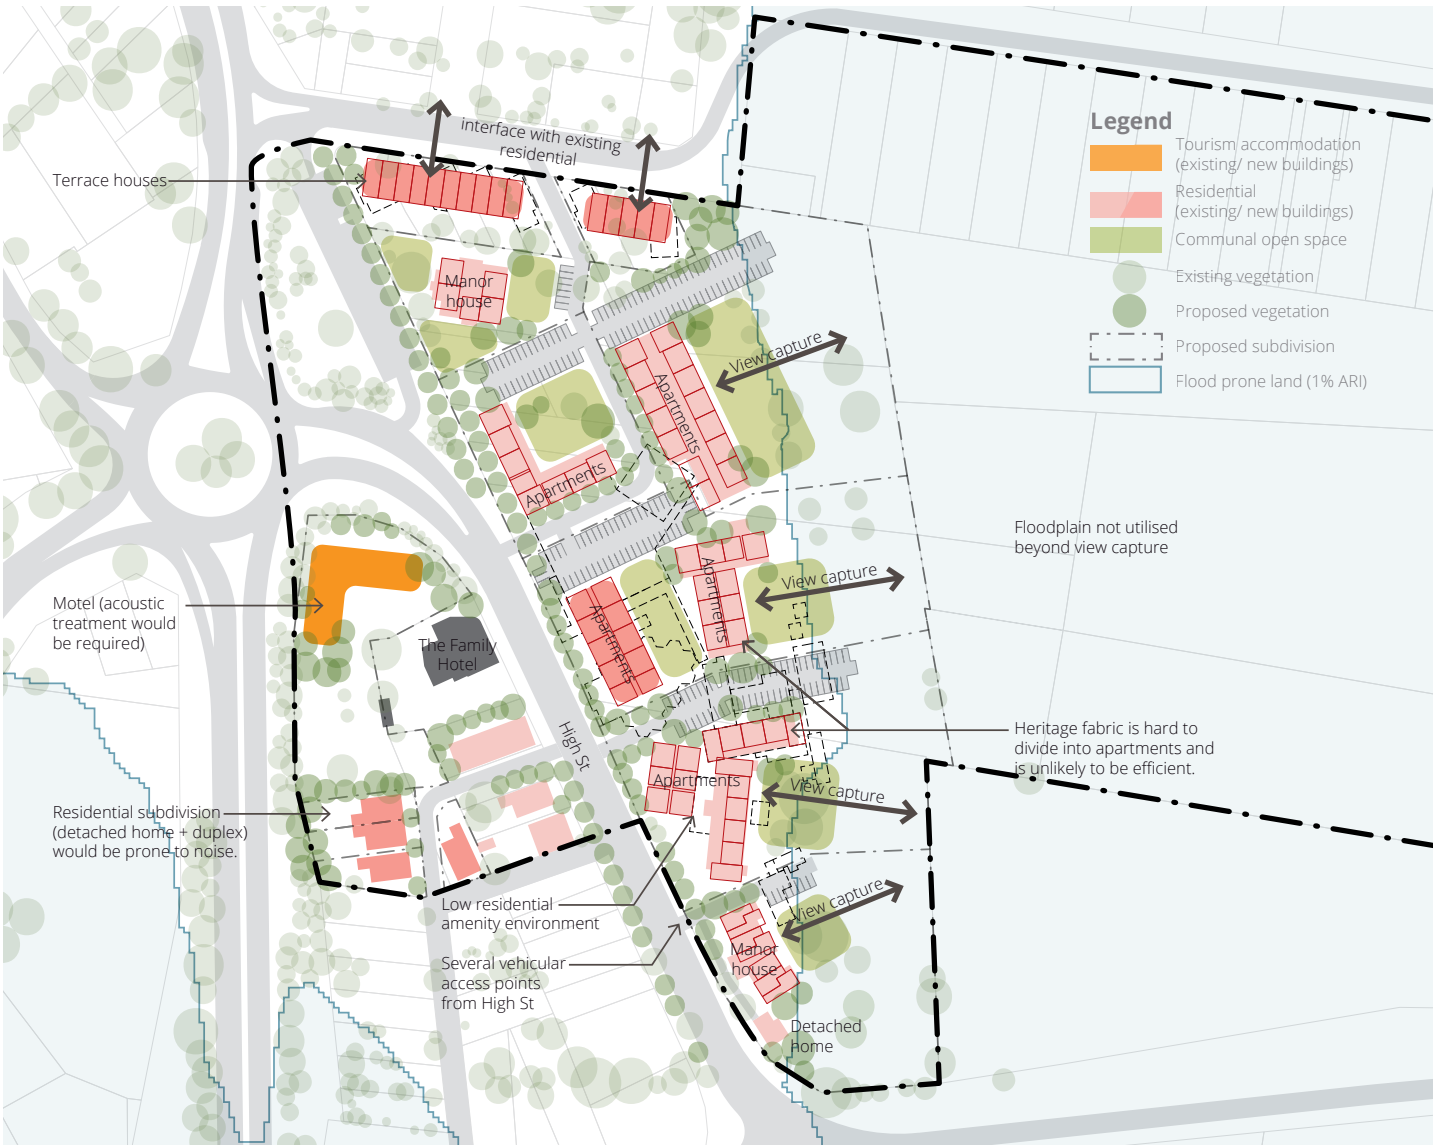 interface with existing
residential
Terrace houses
Manor
house
Legend
Tourism accommodation
(existing/ new buildings)
Residential
(existing/ new buildings)
Communal open space
Existing vegetation
Proposed vegetation
Proposed subdivision
Flood prone land (1% ARI)
View capture
Apartments
Apartments
Floodplain not utilised
beyond view capture
View capture
Apartments
Apartments
Motel (acoustic
treatment would
be required)
The Family
Hotel
High St
Heritage fabric is hard to
divide into apartments and
is unlikely to be efficient.
Apartments
View capture
Residential subdivision
(detached home + duplex)
would be prone to noise.
Low residential
amenity environment
View capture
Several vehicular
access points
from High St
Manor
house
Detached
home